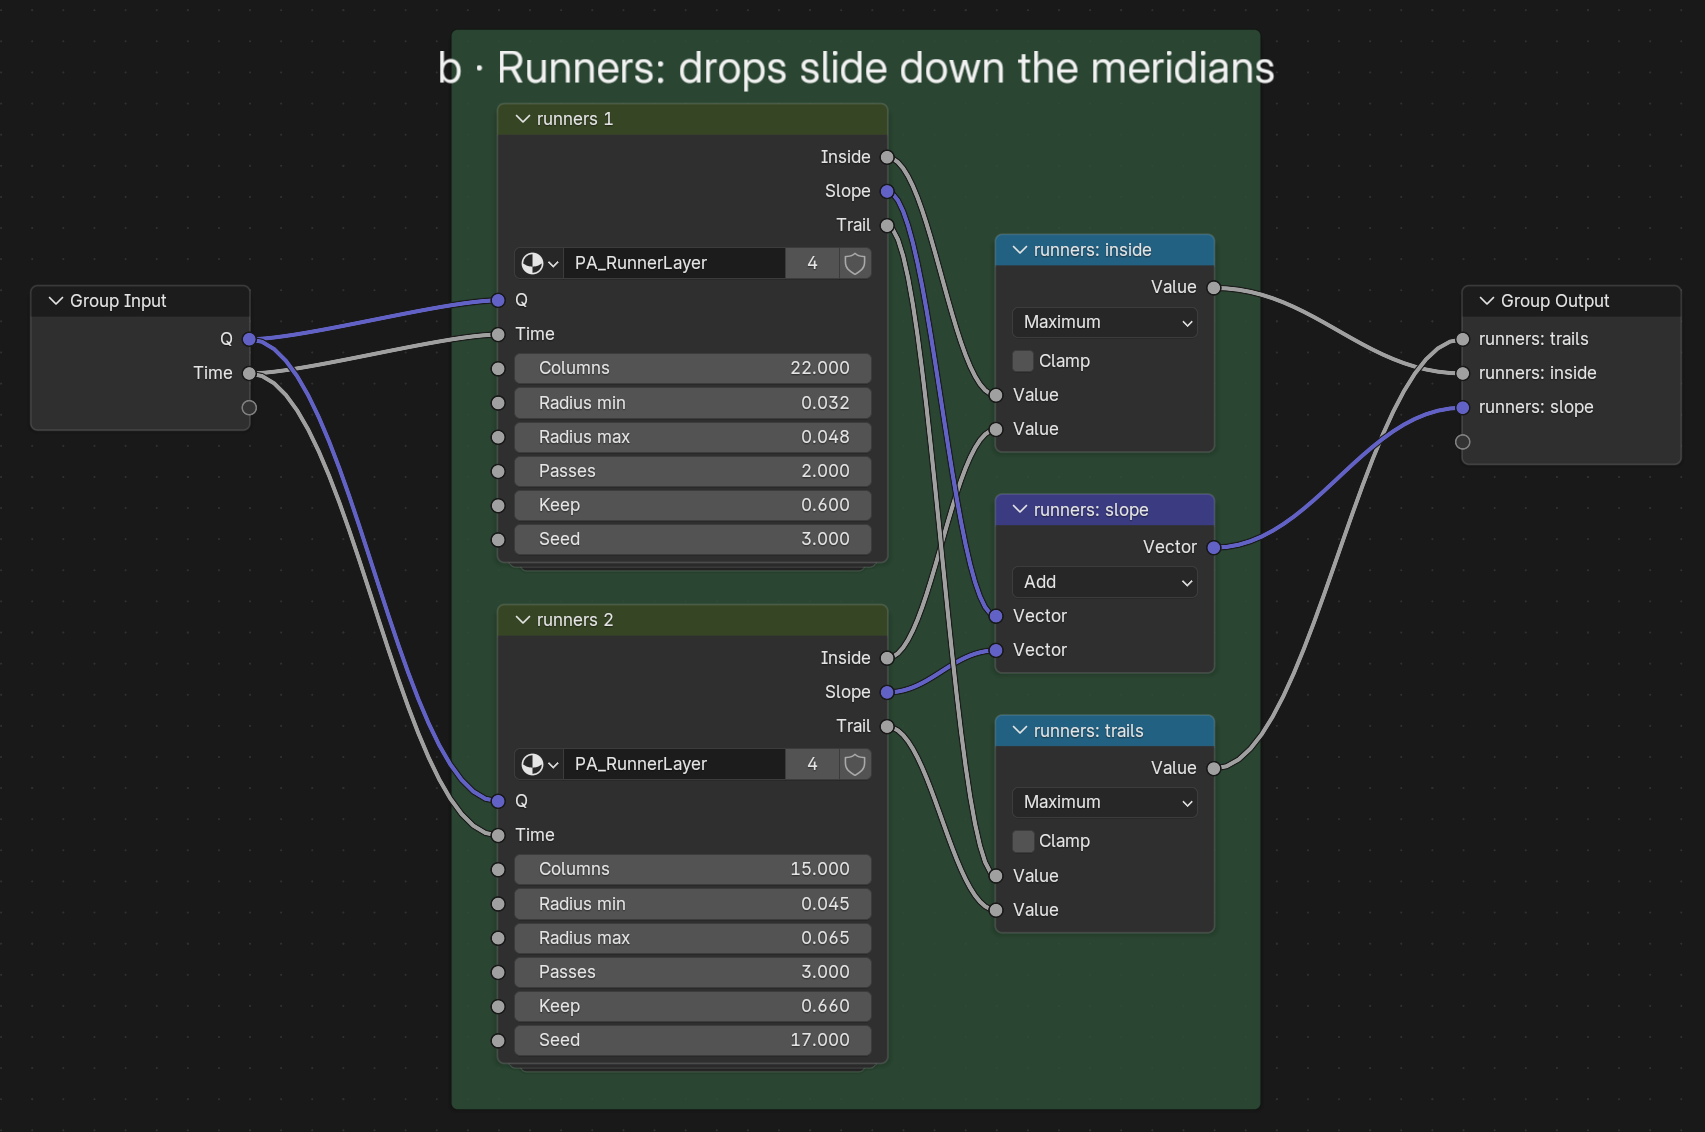 b · Runners: drops slide down the meridians
Group Input
Q
Time
runners 1
Inside
Slope
Trail
PA_RunnerLayer 4
Q
Time
Columns 22.000
Radius min 0.032
Radius max 0.048
Passes 2.000
Keep 0.600
Seed 3.000
runners 2
Inside
Slope
Trail
PA_RunnerLayer 4
Q
Time
Columns 15.000
Radius min 0.045
Radius max 0.065
Passes 3.000
Keep 0.660
Seed 17.000
runners: inside
Value
Maximum
Clamp
Value
Value
runners: slope
Vector
Add
Vector
Vector
runners: trails
Value
Maximum
Clamp
Value
Value
Group Output
runners: trails
runners: inside
runners: slope